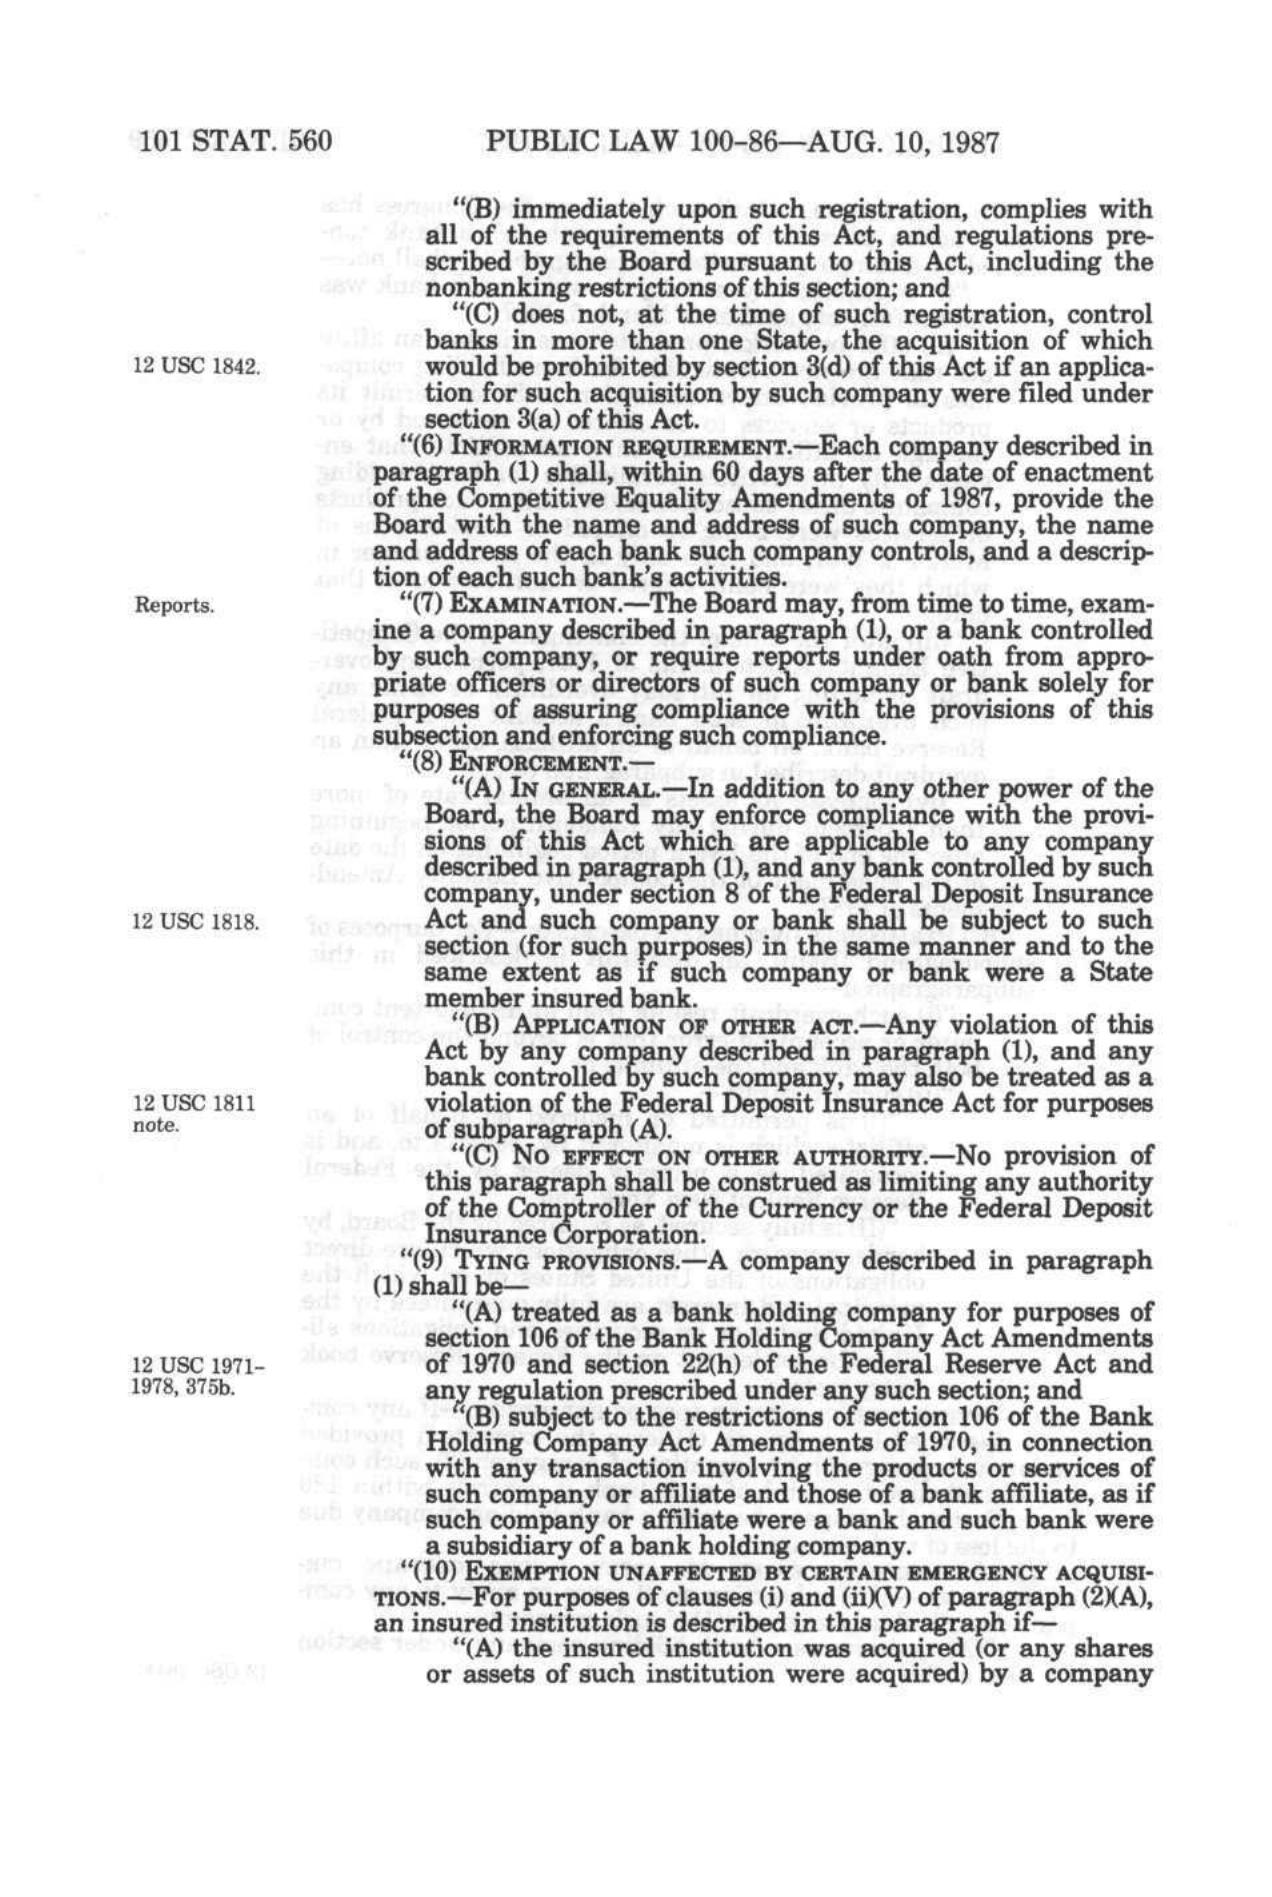 101 STAT. 560 PUBLIC LAW 100-86—AUG. 10, 1987
"(B) immediately upon such registration, complies with
all of the requirements of this Act, and regulations pre-
scribed by the Board pursuant to this Act, including the
nonbanking restrictions of this section; and
"(C) does not, at the time of such registration, control
banks in more than one State, the acquisition of which
12 USC 1842. would be prohibited by section 3(d) of this Act if an applica-
tion for such acquisition by such company were filed under
section 3(a) of this Act.
"(6) INFORMATION REQUIREMENT.—Each company described in
paragraph (1) shall, within 60 days after the date of enactment
of the Competitive Equality Amendments of 1987, provide the
Board with the name and address of such company, the name
and address of each bank such company controls, and a descrip-
tion of each such bank's activities.
Reports. "(7) EXAMINATION.—The Board may, from time to time, exam-
ine a company described in paragraph (1), or a bank controlled
by such company, or require reports under oath from appro-
priate officers or directors of such company or bank solely for
purposes of assuring compliance with the provisions of this
subsection and enforcing such compliance.
"(8) ENFORCEMENT.—
"(A) IN GENERAL.—In addition to any other power of the
Board, the Board may enforce compliance with the provi-
sions of this Act which are applicable to any company
described in paragraph (1), and any bank controlled by such
company, under section 8 of the Federal Deposit Insurance
12 USC 1818. Act and such company or bank shall be subject to such
section (for such purposes) in the same manner and to the
same extent as if such company or bank were a State
member insured bank.
"(B) APPLICATION OF OTHER ACT.—Any violation of this
Act by any company described in paragraph (1), and any
bank controlled by such company, may also be treated as a
12 USC 1811 violation of the Federal Deposit Insurance Act for purposes
note. of subparagraph (A).
"(C) NO EFFECT ON OTHER AUTHORITY.—No provision of
this paragraph shall be construed as limiting any authority
of the Comptroller of the Currency or the Federal Deposit
Insurance Corporation.
"(9) TYING PROVISIONS.—A company described in paragraph
(1) shall be—
"(A) treated as a bank holding company for purposes of
section 106 of the Bank Holding Company Act Amendments
12 USC 1971- of 1970 and section 22(h) of the Federal Reserve Act and
1978, 375b. any regulation prescribed under any such section; and
"(B) subject to the restrictions of section 106 of the Bank
Holding Company Act Amendments of 1970, in connection
with any transaction involving the products or services of
such company or affiliate and those of a bank affiliate, as if
such company or affiliate were a bank and such bank were
a subsidiary of a bank holding company.
"(10) EXEMPTION UNAFFECTED BY CERTAIN EMERGENCY ACQUISI-
TIONS.—For purposes of clauses (i) and (ii)(V) of paragraph (2)(A),
an insured institution is described in this paragraph if—
"(A) the insured institution was acquired (or any shares
or assets of such institution were acquired) by a company